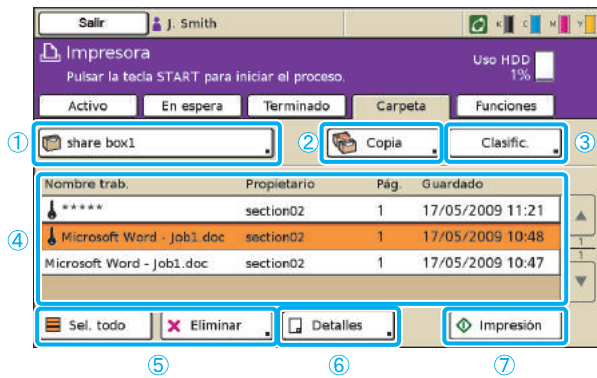 Salir J. Smith K C M Y
Impresora Uso HDD
Pulsar la tecla START para iniciar el proceso. 1%
Activo En espera Terminado Carpeta Funciones
① share box1 ② Copia Clasific. ③
Nombre trab. Propietario Pág. Guardado
***** section02 1 17/05/2009 11:21
④ Microsoft Word - Job1.doc section02 1 17/05/2009 10:48 1
Microsoft Word - Job1.doc section02 1 17/05/2009 10:47 1
Sel. todo Eliminar Detalles Impresión
⑤ ⑥ ⑦